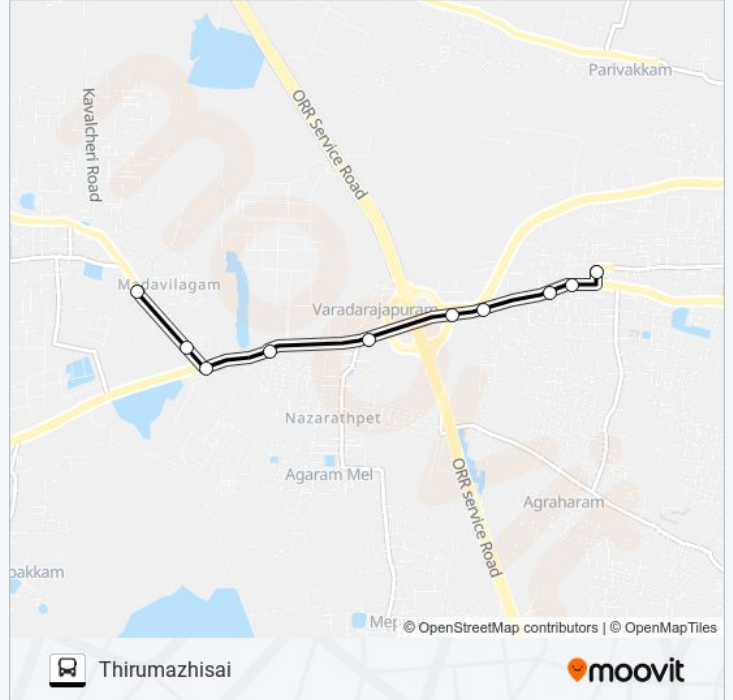 Parivakkam
Kavalcheri Road
ORR Service Road
Madavilagam
Varadarajapuram
Nazarathpet
Agaram Mel
ORR service Road
Agraharam
© OpenStreetMap contributors | © OpenMapTiles
Thirumazhisai
moovit
moovit